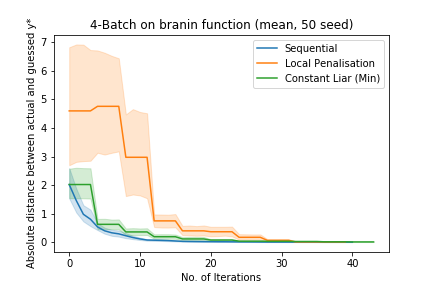 4-Batch on branin function (mean, 50 seed)
Absolute distance between actual and guessed y*
7
6
5
4
3
2
1
0
Sequential
Local Penalisation
Constant Liar (Min)
0 10 20 30 40
No. of Iterations